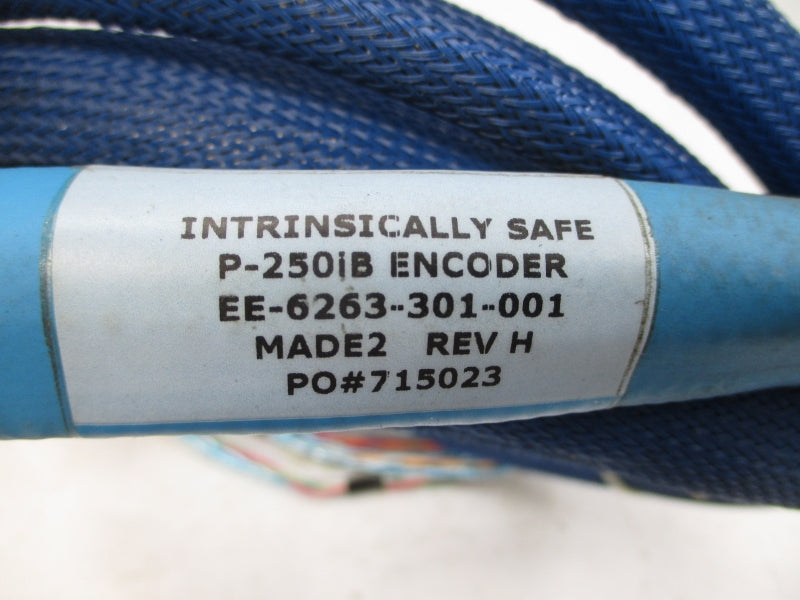 INTRINSICALLY SAFE
P-250iB ENCODER
EE-6263-301-001
MADE2 REV H
PO#715023